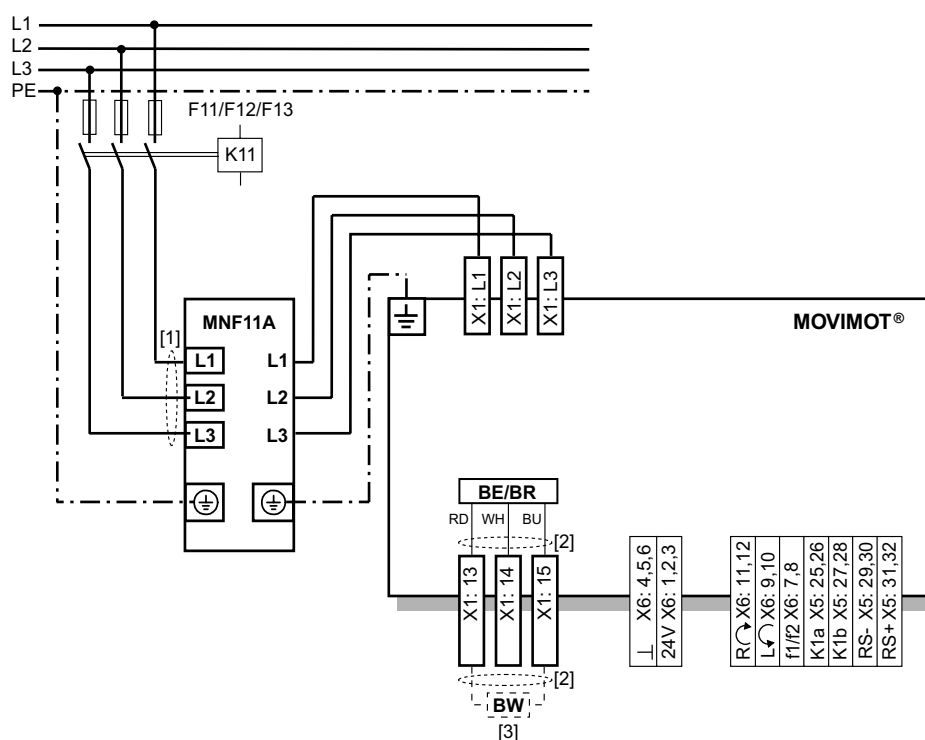 L1
L2
L3
PE
F11/F12/F13
K11
X1: L1
X1: L2
X1: L3
MNF11A
MOVIMOT®
[1]
L1 L1
L2 L2
L3 L3
BE/BR
RD WH BU
[2]
X1: 13
X1: 14
X1: 15
⊥ X6: 4,5,6
24V X6: 1,2,3
R X6: 11,12
L X6: 9,10
f1/f2 X6: 7,8
K1a X5: 25,26
K1b X5: 27,28
RS- X5: 29,30
RS+ X5: 31,32
[2]
BW
[3]